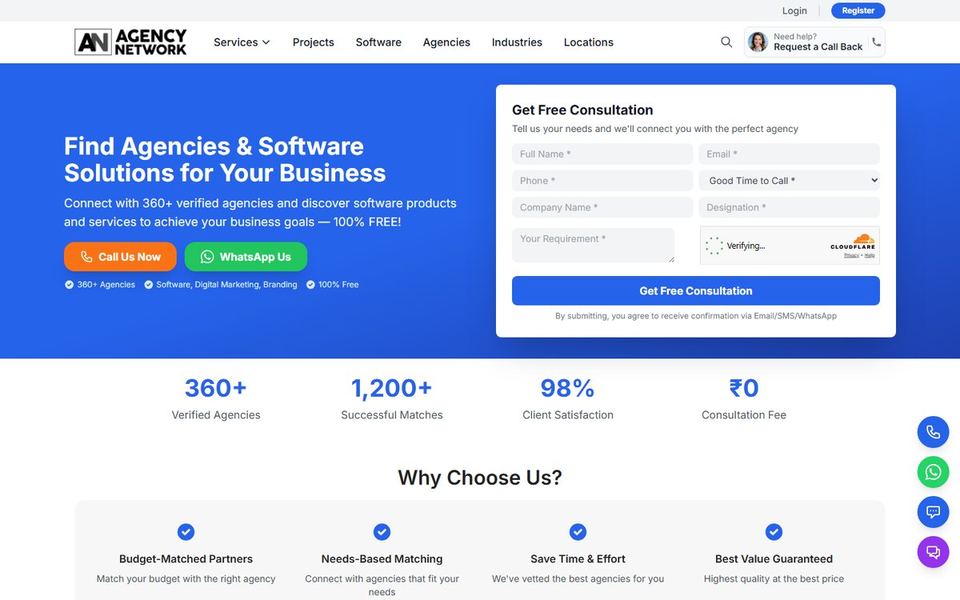 Login
Register
AN AGENCY NETWORK
Services
Projects
Software
Agencies
Industries
Locations
Need help?
Request a Call Back
Find Agencies & Software
Solutions for Your Business
Connect with 360+ verified agencies and discover software products
and services to achieve your business goals — 100% FREE!
Call Us Now
WhatsApp Us
360+ Agencies
Software, Digital Marketing, Branding
100% Free
Get Free Consultation
Tell us your needs and we'll connect you with the perfect agency
Full Name *
Email *
Phone *
Good Time to Call *
Company Name *
Designation *
Your Requirement *
Verifying...
CLOUDFLARE
Privacy • Help
Get Free Consultation
By submitting, you agree to receive confirmation via Email/SMS/WhatsApp
360+
Verified Agencies
1,200+
Successful Matches
98%
Client Satisfaction
₹0
Consultation Fee
Why Choose Us?
Budget-Matched Partners
Match your budget with the right agency
Needs-Based Matching
Connect with agencies that fit your
needs
Save Time & Effort
We've vetted the best agencies for you
Best Value Guaranteed
Highest quality at the best price